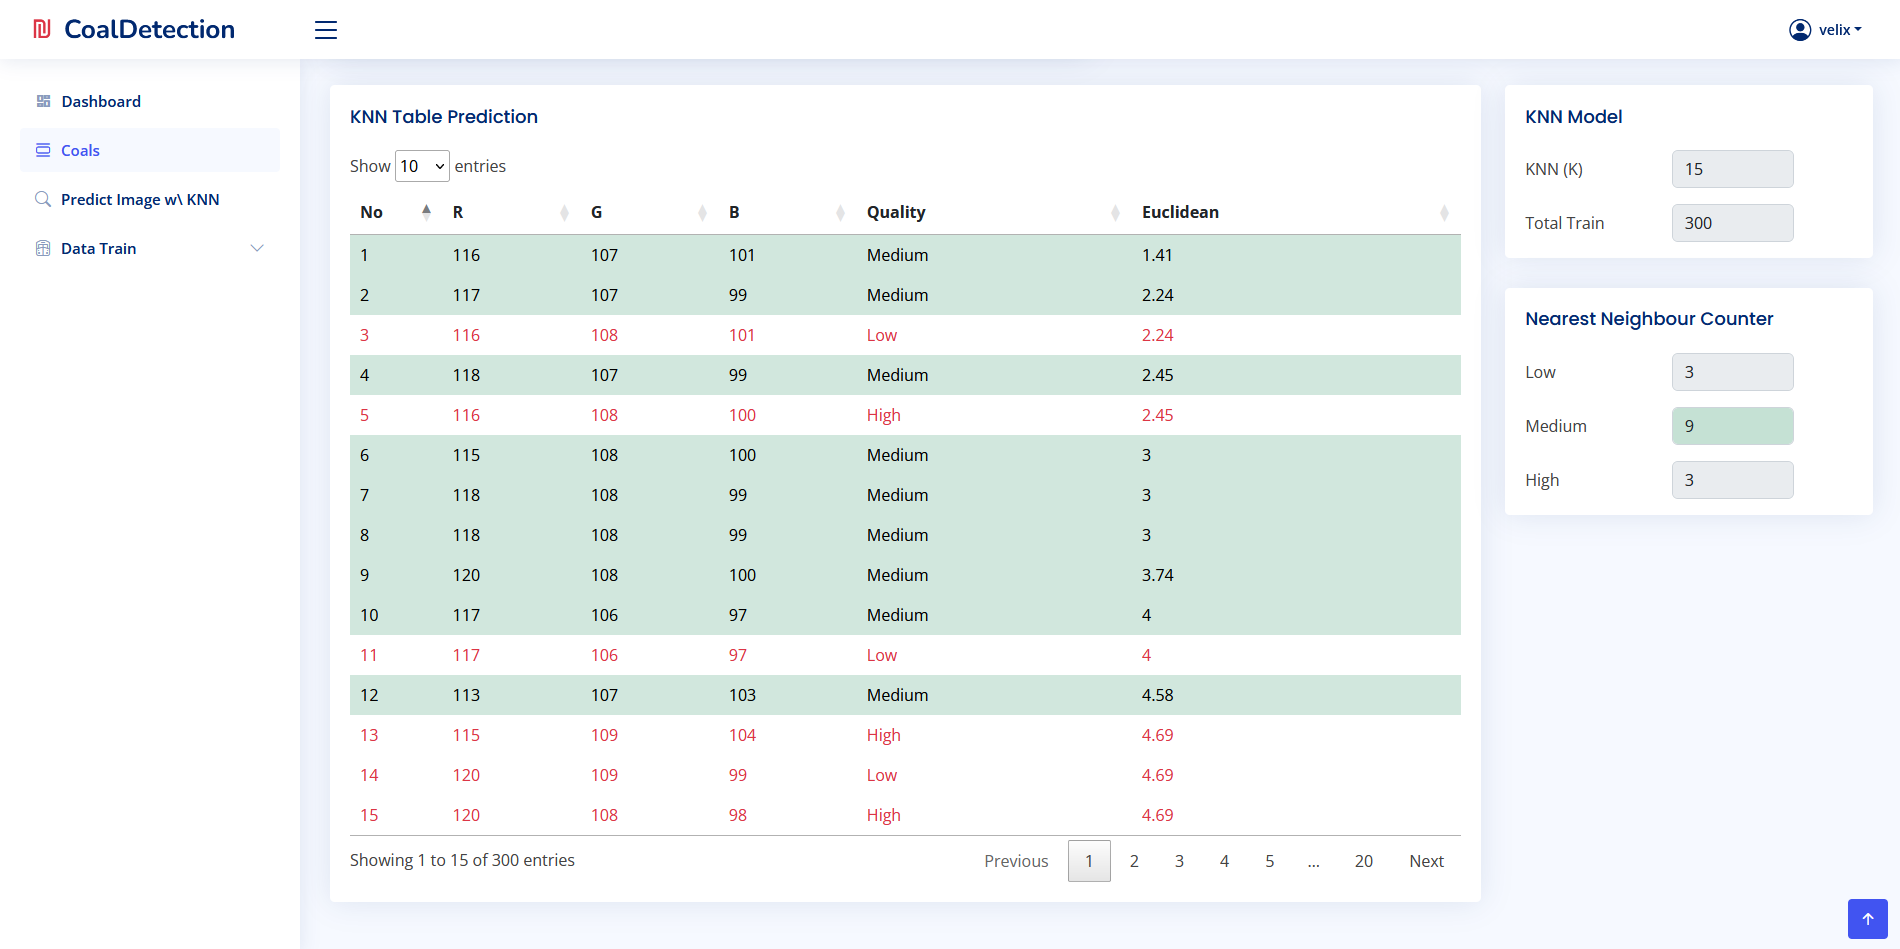 CoalDetection
velix
Dashboard
Coals
Predict Image w\ KNN
Data Train
KNN Table Prediction
Show 10 entries
No R G B Quality Euclidean
1 116 107 101 Medium 1.41
2 117 107 99 Medium 2.24
3 116 108 101 Low 2.24
4 118 107 99 Medium 2.45
5 116 108 100 High 2.45
6 115 108 100 Medium 3
7 118 108 99 Medium 3
8 118 108 99 Medium 3
9 120 108 100 Medium 3.74
10 117 106 97 Medium 4
11 117 106 97 Low 4
12 113 107 103 Medium 4.58
13 115 109 104 High 4.69
14 120 109 99 Low 4.69
15 120 108 98 High 4.69
Showing 1 to 15 of 300 entries
Previous 1 2 3 4 5 ... 20 Next
KNN Model
KNN (K) 15
Total Train 300
Nearest Neighbour Counter
Low 3
Medium 9
High 3